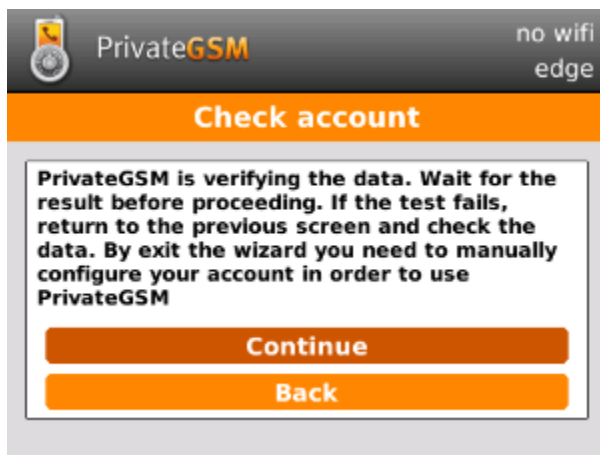 PrivateGSM
no wifi
edge
Check account
PrivateGSM is verifying the data. Wait for the
result before proceeding. If the test fails,
return to the previous screen and check the
data. By exit the wizard you need to manually
configure your account in order to use
PrivateGSM
Continue
Back